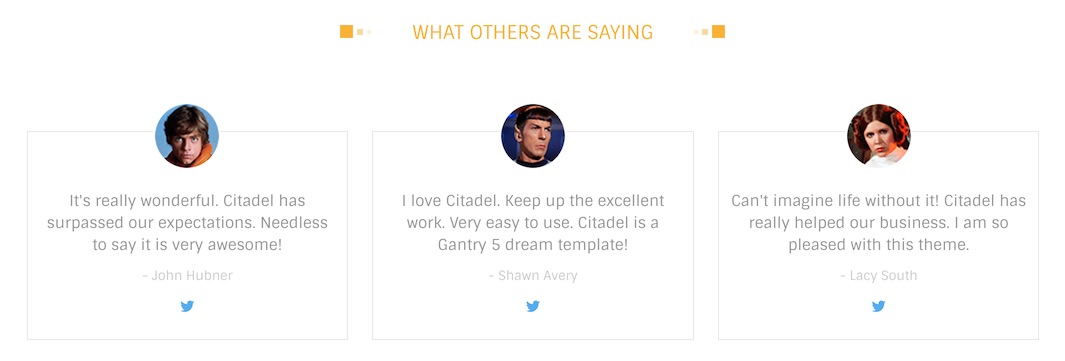 WHAT OTHERS ARE SAYING
It's really wonderful. Citadel has
surpassed our expectations. Needless
to say it is very awesome!
- John Hubner
I love Citadel. Keep up the excellent
work. Very easy to use. Citadel is a
Gantry 5 dream template!
- Shawn Avery
Can't imagine life without it! Citadel has
really helped our business. I am so
pleased with this theme.
- Lacy South